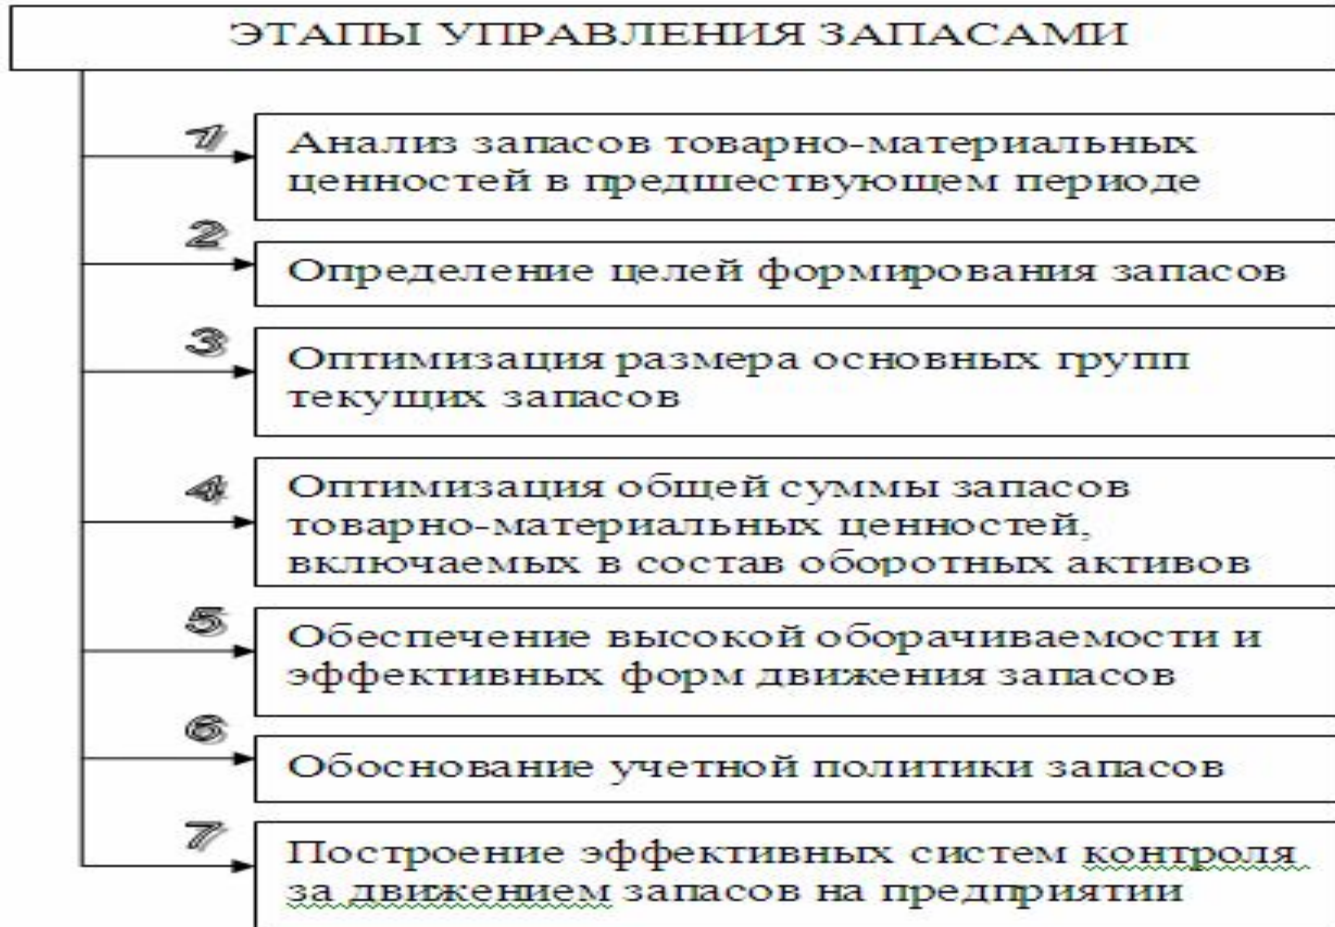 ЭТАПЫ УПРАВЛЕНИЯ ЗАПАСАМИ
1
Анализ запасов товарно-материальных
ценностей в предшествующем периоде
2
Определение целей формирования запасов
3
Оптимизация размера основных групп
текущих запасов
4
Оптимизация общей суммы запасов
товарно-материальных ценностей,
включаемых в состав оборотных активов
5
Обеспечение высокой оборачиваемости и
эффективных форм движения запасов
6
Обоснование учетной политики запасов
7
Построение эффективных систем контроля
за движением запасов на предприятии